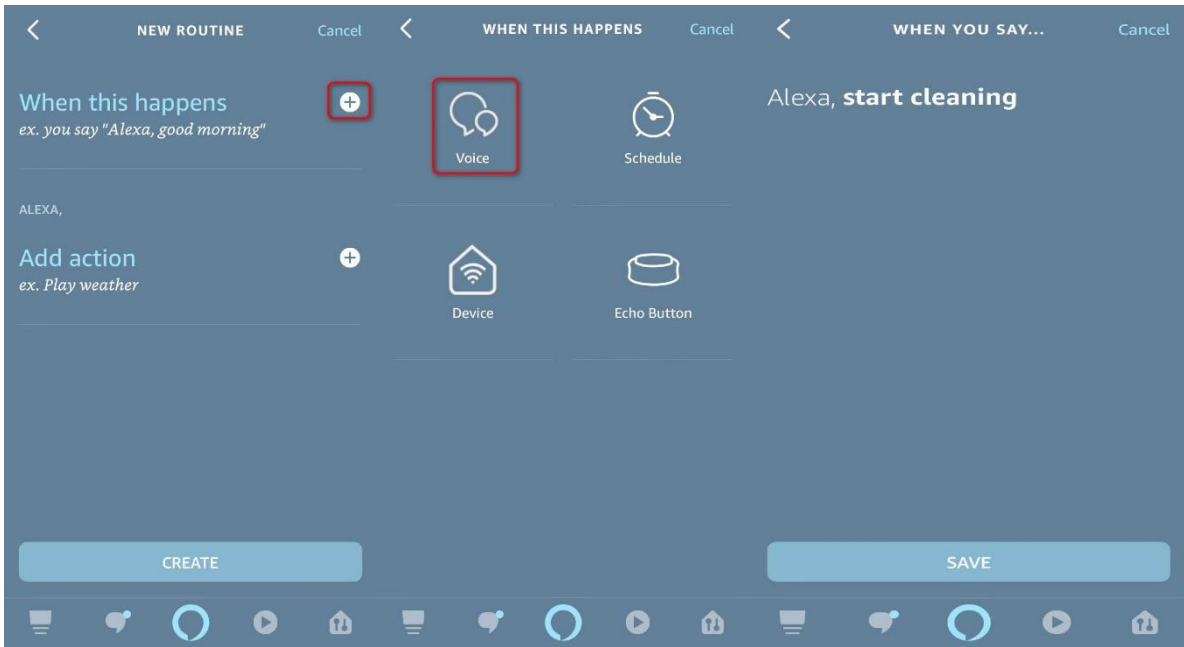 NEW ROUTINE
Cancel
When this happens
ex. you say "Alexa, good morning"
ALEXA,
Add action
ex. Play weather
CREATE
WHEN THIS HAPPENS
Cancel
Voice
Schedule
Device
Echo Button
WHEN YOU SAY...
Cancel
Alexa, start cleaning
SAVE